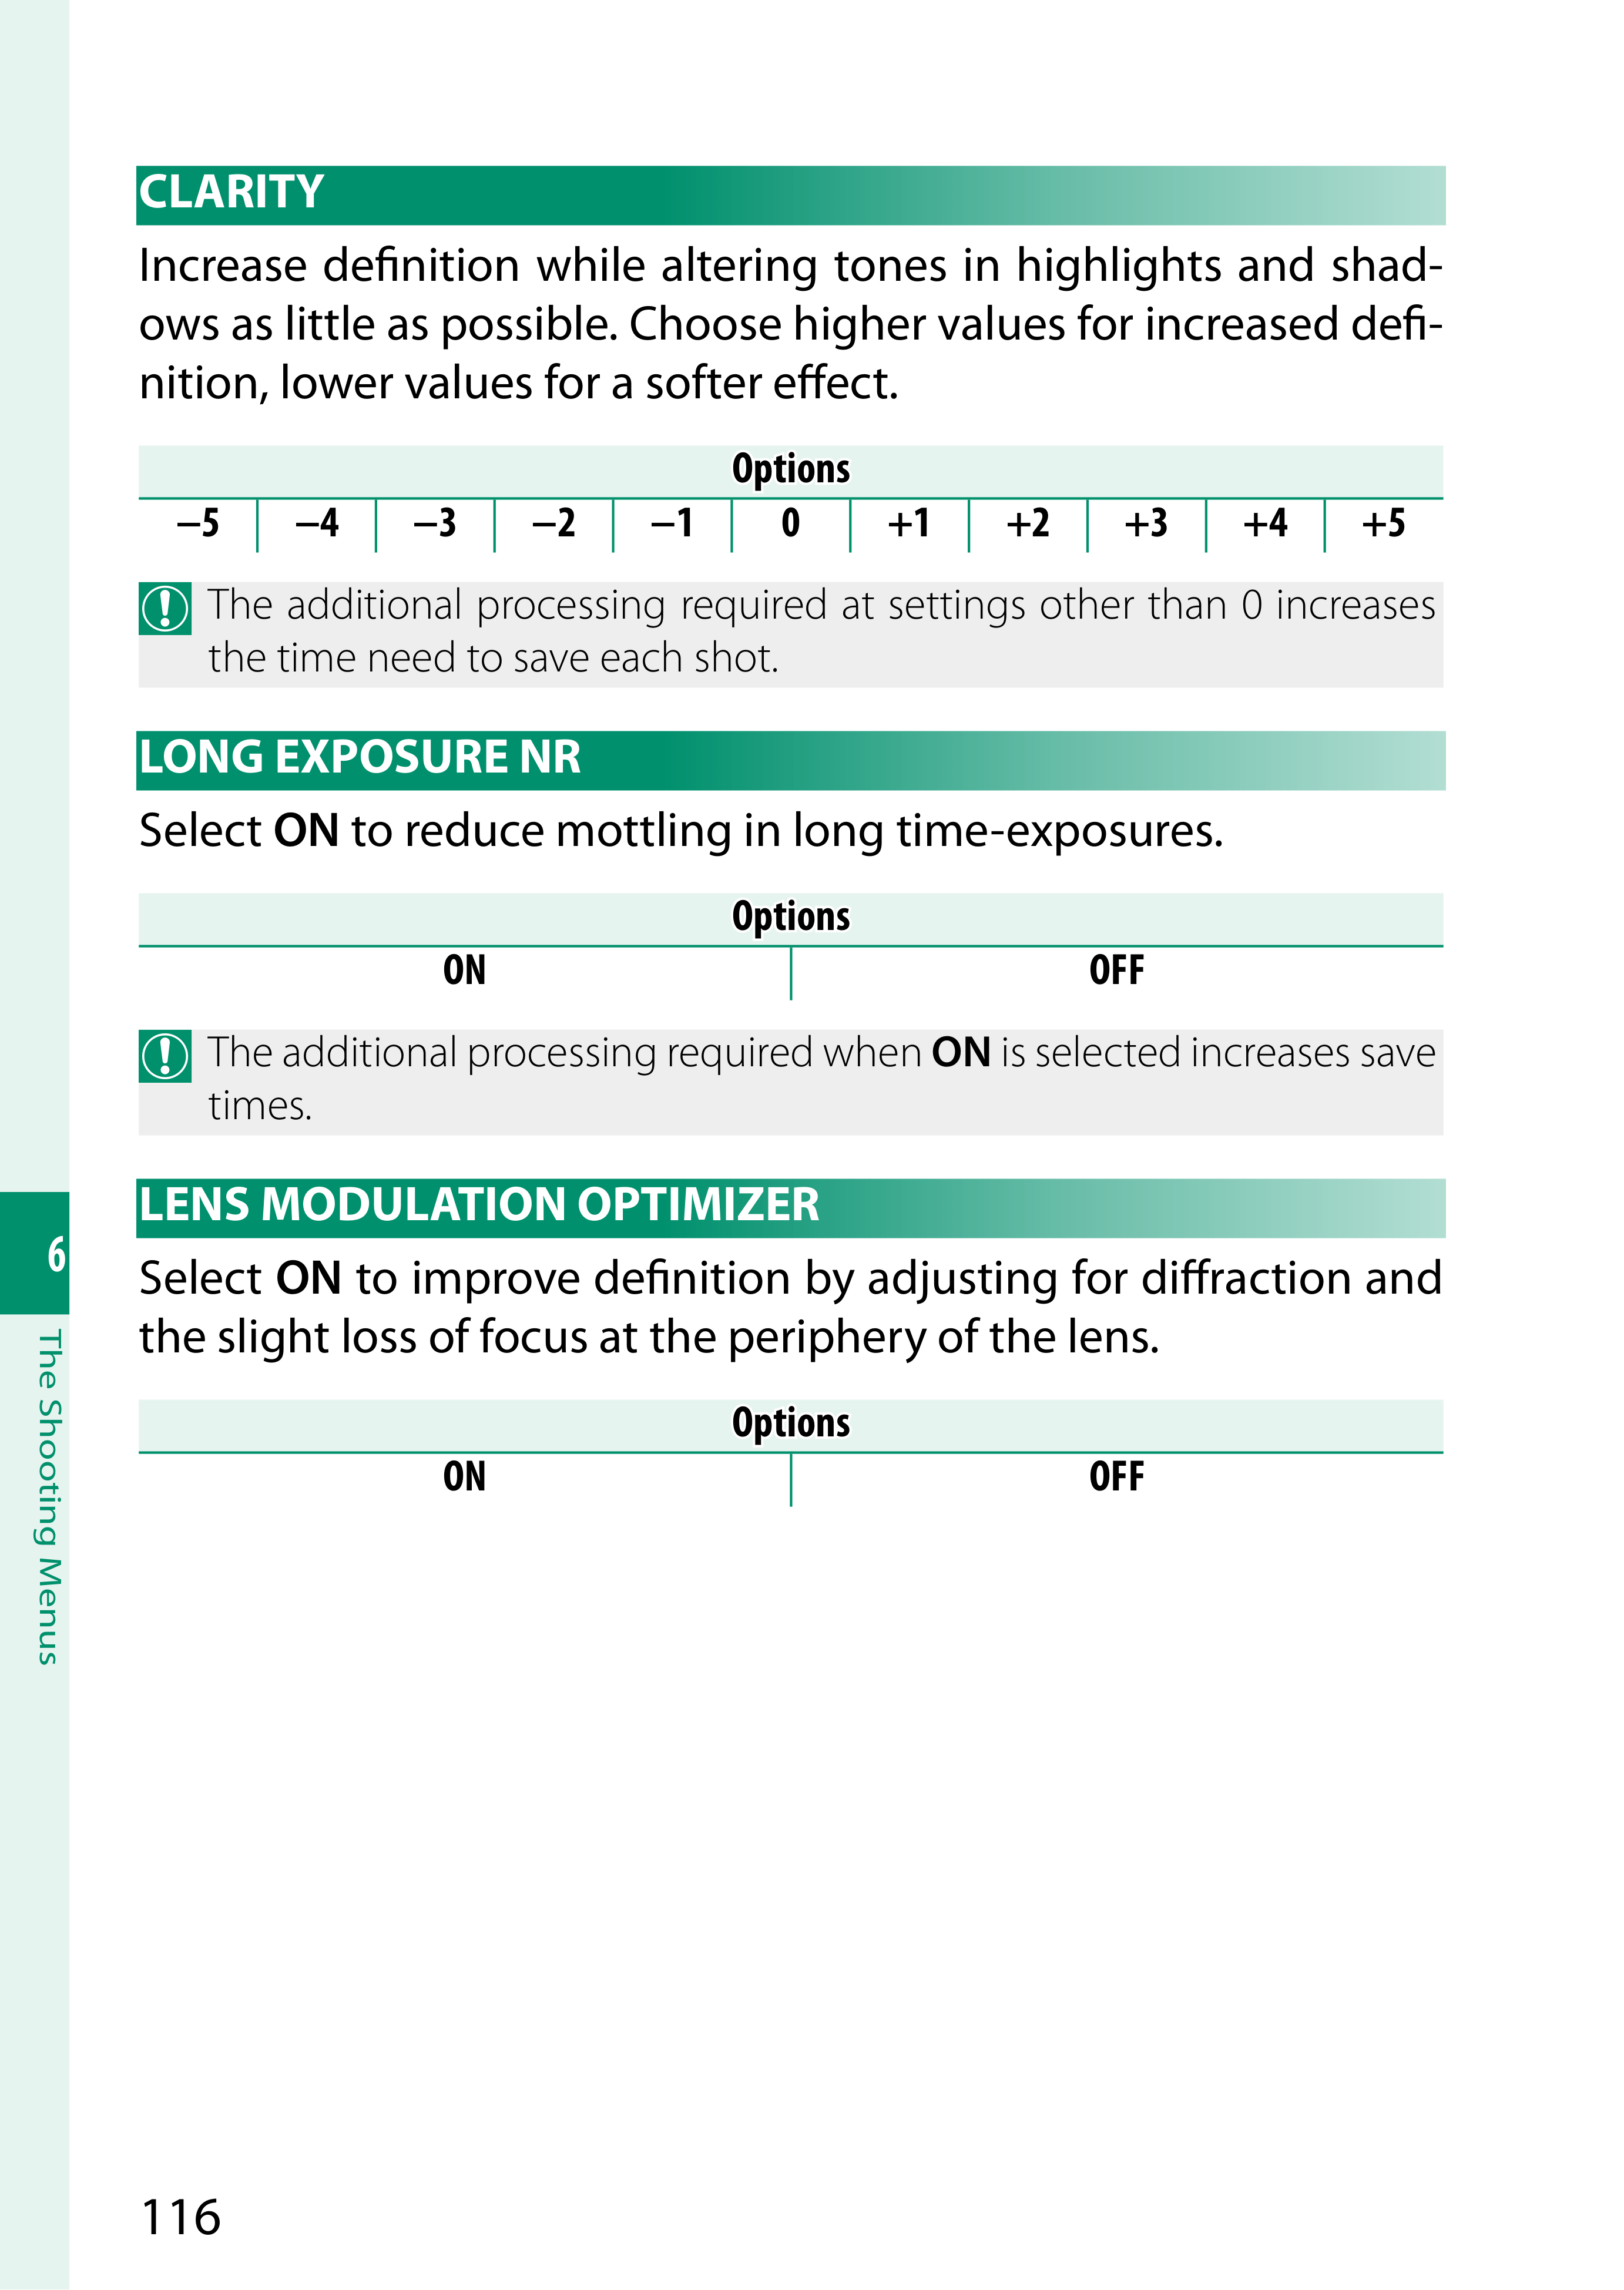 CLARITY
Increase definition while altering tones in highlights and shad-
ows as little as possible. Choose higher values for increased defi-
nition, lower values for a softer effect.
Options
−5 −4 −3 −2 −1 0 +1 +2 +3 +4 +5
The additional processing required at settings other than 0 increases
the time need to save each shot.
LONG EXPOSURE NR
Select ON to reduce mottling in long time-exposures.
Options
ON OFF
The additional processing required when ON is selected increases save
times.
LENS MODULATION OPTIMIZER
Select ON to improve definition by adjusting for diffraction and
the slight loss of focus at the periphery of the lens.
Options
ON OFF
6
The Shooting Menus
116